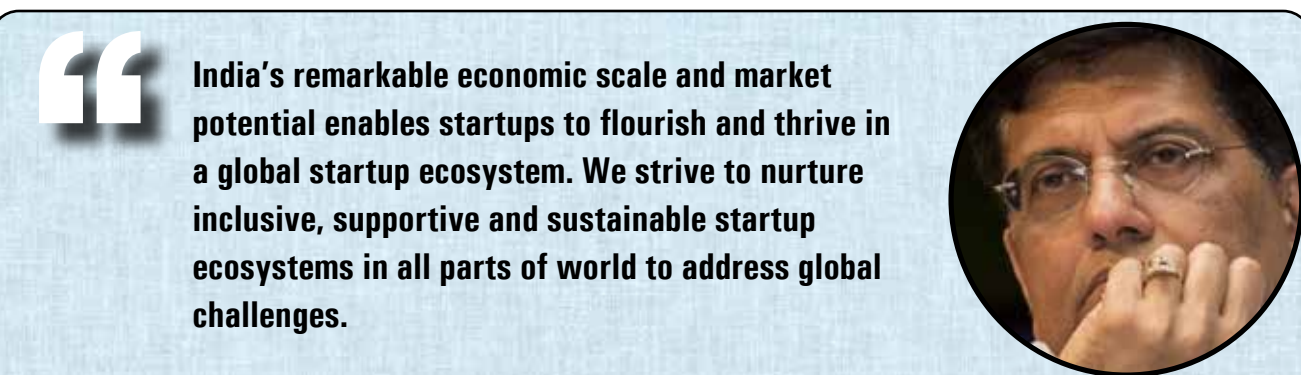 “
India’s remarkable economic scale and market
potential enables startups to flourish and thrive in
a global startup ecosystem. We strive to nurture
inclusive, supportive and sustainable startup
ecosystems in all parts of world to address global
challenges.